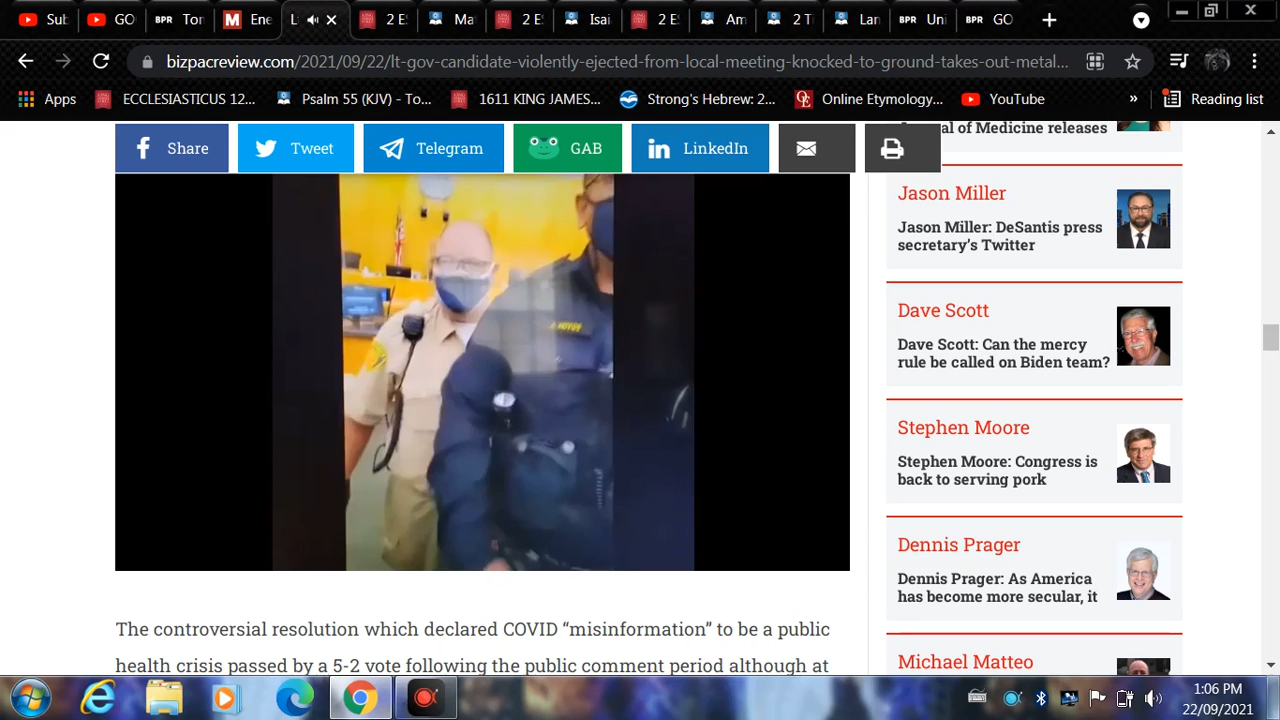 Sub
GO
BPR Tor
M Ene
L
2 E
Ma
2 E
Isai
2 E
Am
2 T
Lan
BPR Uni
BPR GO
bizpacreview.com/2021/09/22/lt-gov-candidate-violently-ejected-from-local-meeting-knocked-to-ground-takes-out-metal...
Apps
ECCLESIASTICUS 12...
Psalm 55 (KJV) - To...
1611 KING JAMES...
Strong's Hebrew: 2...
OE Online Etymology...
YouTube
»
Reading list
Share
Tweet
Telegram
GAB
LinkedIn
al of Medicine releases
Jason Miller
Jason Miller: DeSantis press
secretary's Twitter
Dave Scott
Dave Scott: Can the mercy
rule be called on Biden team?
Stephen Moore
Stephen Moore: Congress is
back to serving pork
Dennis Prager
Dennis Prager: As America
has become more secular, it
Michael Matteo
The controversial resolution which declared COVID “misinformation” to be a public
health crisis passed by a 5-2 vote following the public comment period although at
1:06 PM
22/09/2021